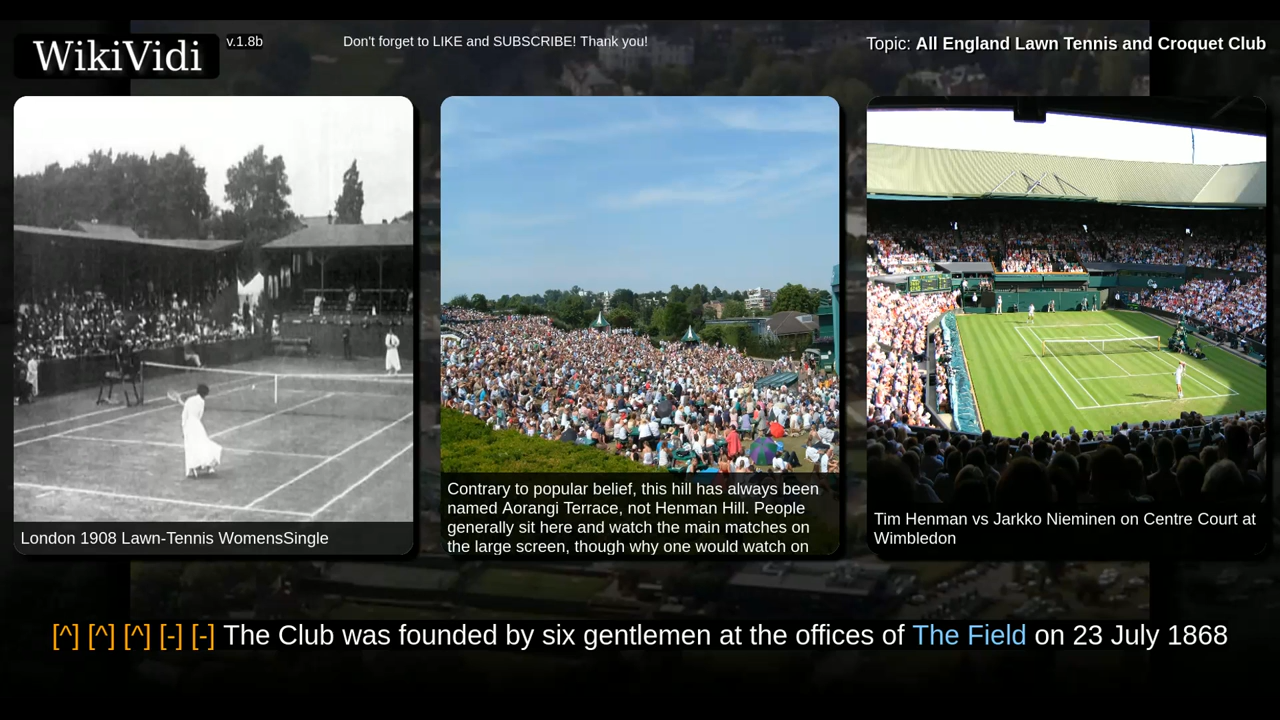 WikiVidi
v.1.8b
Don't forget to LIKE and SUBSCRIBE! Thank you!
Topic: All England Lawn Tennis and Croquet Club
London 1908 Lawn-Tennis WomensSingle
Contrary to popular belief, this hill has always been
named Aorangi Terrace, not Henman Hill. People
generally sit here and watch the main matches on
the large screen, though why one would watch on
Tim Henman vs Jarkko Nieminen on Centre Court at
Wimbledon
[^] [^] [^] [-] [-] The Club was founded by six gentlemen at the offices of The Field on 23 July 1868